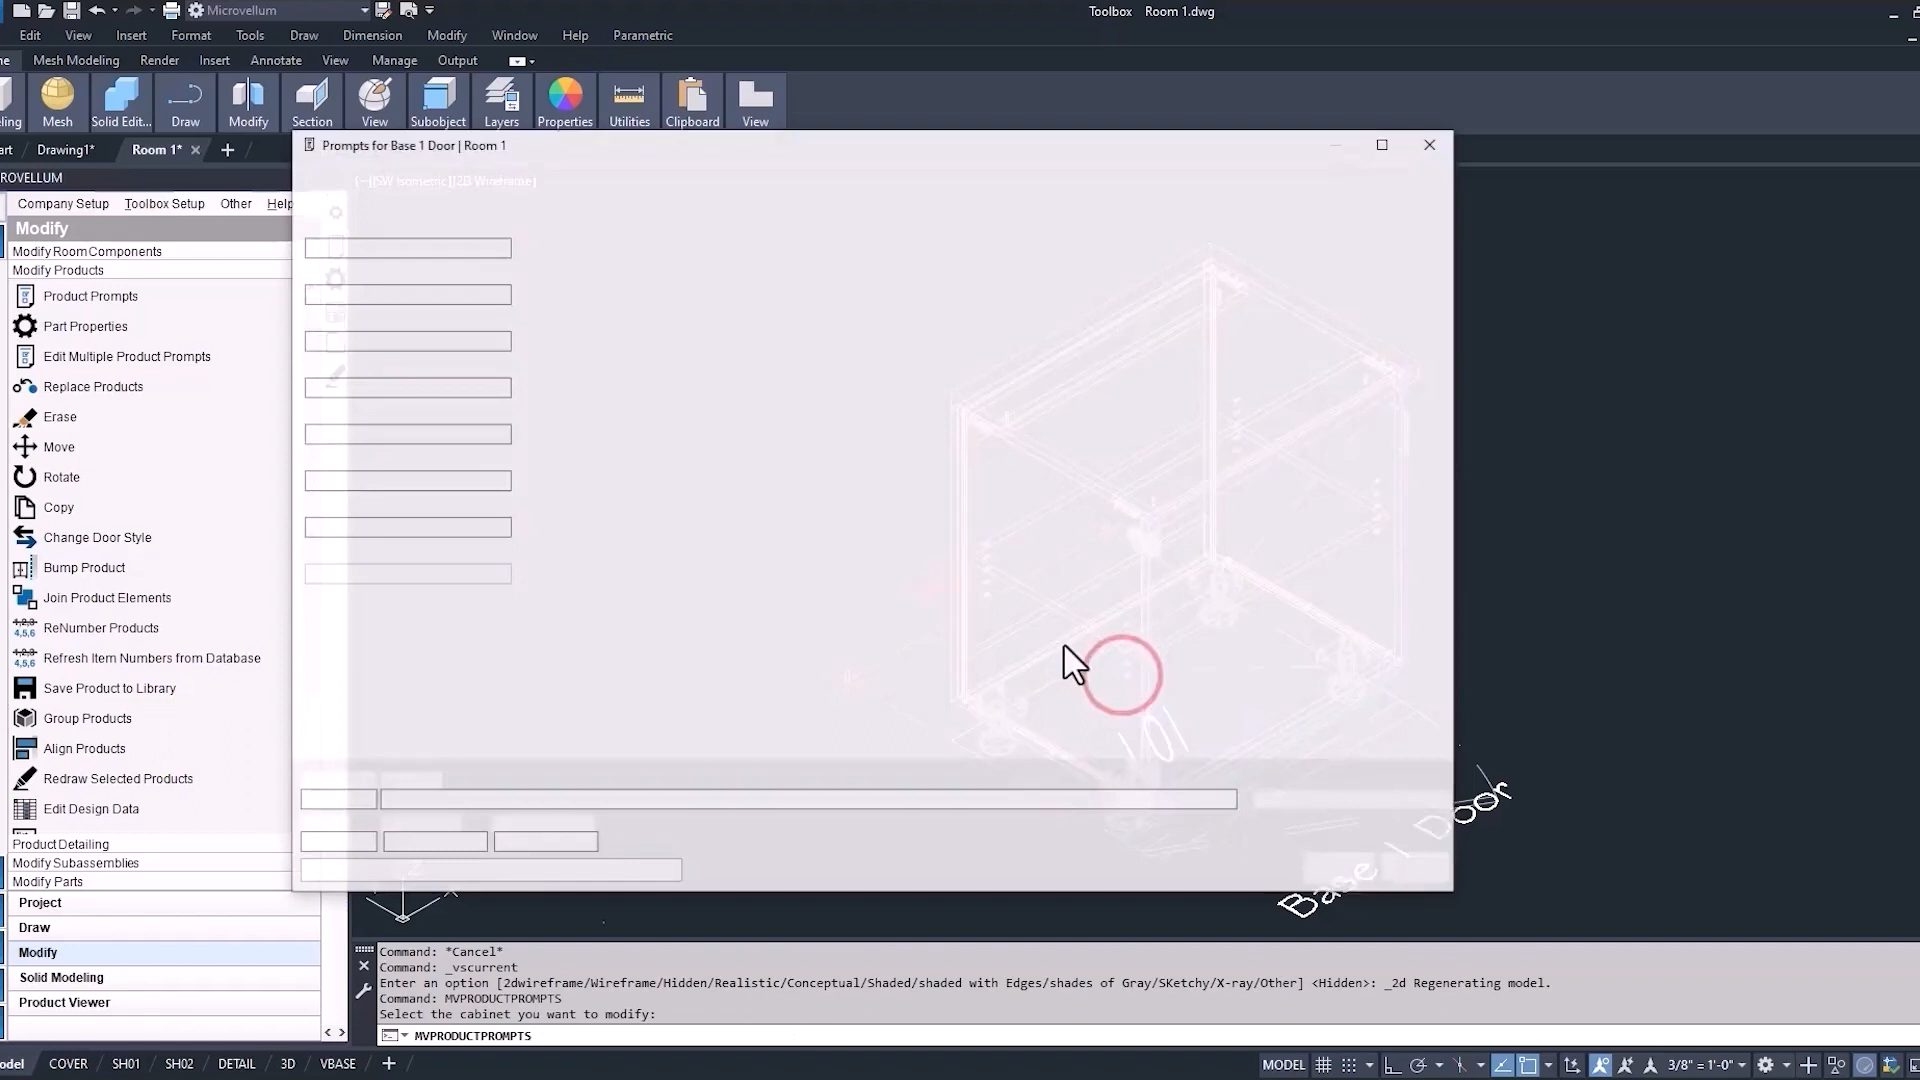 Microvellum
Toolbox Room 1.dwg
Edit View Insert Format Tools Draw Dimension Modify Window Help Parametric
Mesh Modeling Render Insert Annotate View Manage Output
Mesh Solid Edit... Draw Modify Section View Subobject Layers Properties Utilities Clipboard View
Drawing1* Room 1*
Prompts for Base 1 Door | Room 1
[-][SW Isometric][2D Wireframe]
Company Setup Toolbox Setup Other Help
Modify
Modify Room Components
Modify Products
Product Prompts
Part Properties
Edit Multiple Product Prompts
Replace Products
Erase
Move
Rotate
Copy
Change Door Style
Bump Product
Join Product Elements
ReNumber Products
Refresh Item Numbers from Database
Save Product to Library
Group Products
Align Products
Redraw Selected Products
Edit Design Data
Product Detailing
Modify Subassemblies
Modify Parts
Project
Draw
Modify
Solid Modeling
Product Viewer
101
Base 1 Door
Command: *Cancel*
Command: _vscurrent
Enter an option [2dwireframe/Wireframe/Hidden/Realistic/Conceptual/Shaded/shaded with Edges/shades of Gray/SKetchy/X-ray/Other] <Hidden>: _2d Regenerating model.
Command: MVPRODUCTPROMPTS
Select the cabinet you want to modify:
MVPRODUCTPROMPTS
COVER SH01 SH02 DETAIL 3D VBASE
MODEL 3/8" = 1'-0"